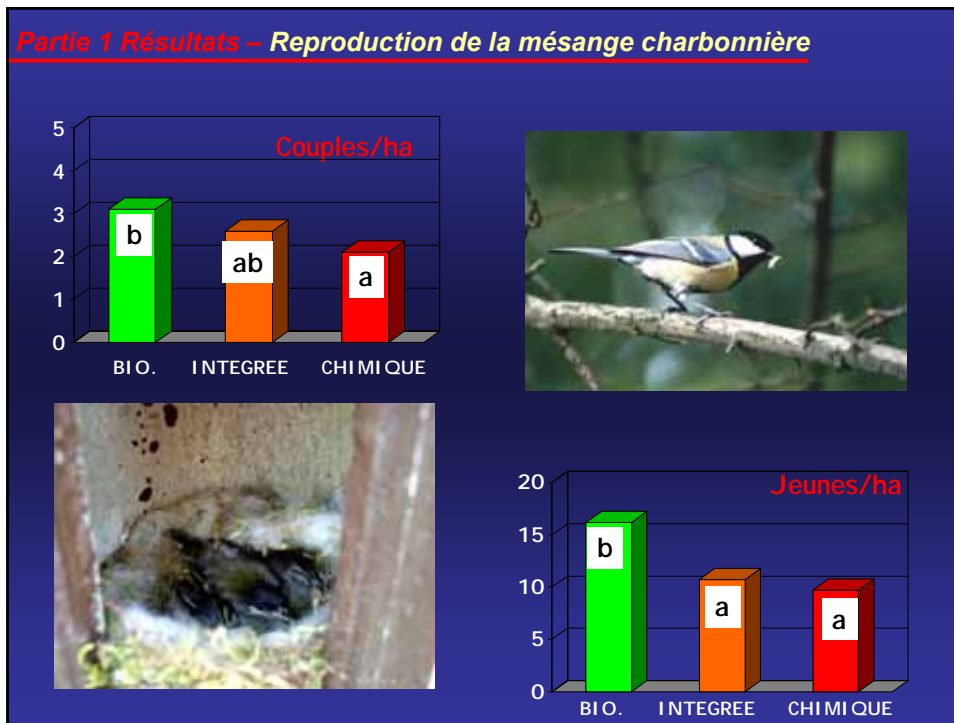 Partie 1 Résultats – Reproduction de la mésange charbonnière
Couples/ha
5
4
3
2
1
0
b
ab
a
BIO. INTEGREE CHIMIQUE
Jeunes/ha
20
15
10
5
0
b
a
a
BIO. INTEGREE CHIMIQUE